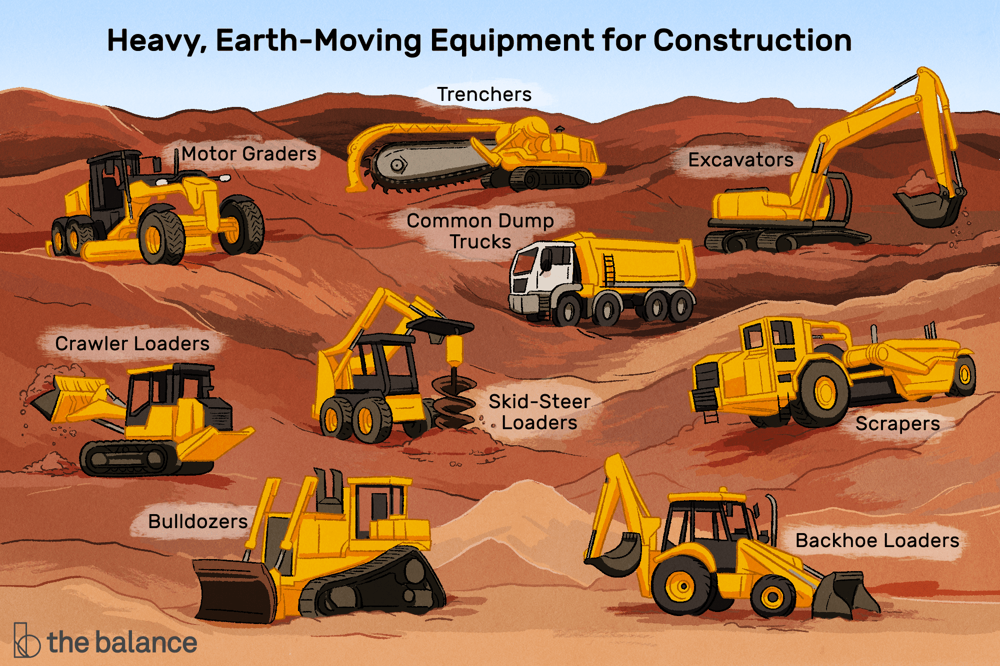 Heavy, Earth-Moving Equipment for Construction
Trenchers
Motor Graders
Excavators
Common Dump
Trucks
Crawler Loaders
Skid-Steer
Loaders
Scrapers
Bulldozers
Backhoe Loaders
the balance